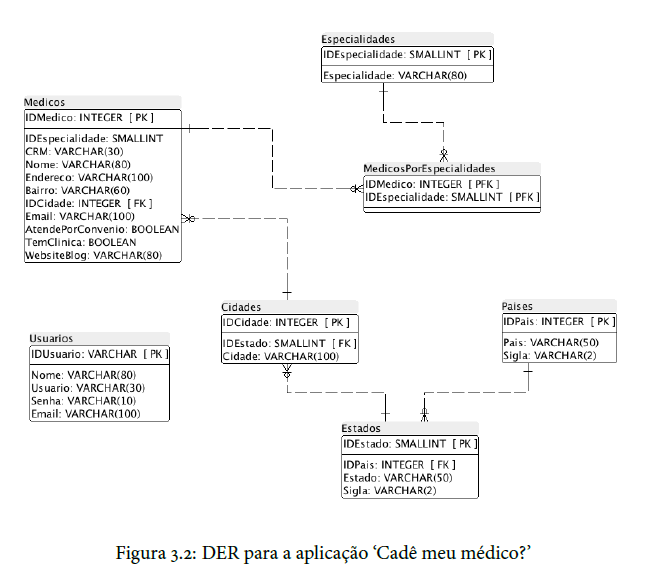 Especialidades
IDEspecialidade: SMALLINT [ PK ]
Especialidade: VARCHAR(80)
Medicos
IDMedico: INTEGER [ PK ]
IDEspecialidade: SMALLINT
CRM: VARCHAR(30)
Nome: VARCHAR(80)
Endereco: VARCHAR(100)
Bairro: VARCHAR(60)
IDCidade: INTEGER [ FK ]
Email: VARCHAR(100)
AtendePorConvenio: BOOLEAN
TemClinica: BOOLEAN
WebsiteBlog: VARCHAR(80)
MedicosPorEspecialidades
IDMedico: INTEGER [ PFK ]
IDEspecialidade: SMALLINT [ PFK ]
Cidades
IDCidade: INTEGER [ PK ]
IDEstado: SMALLINT [ FK ]
Cidade: VARCHAR(100)
Paises
IDPais: INTEGER [ PK ]
Pais: VARCHAR(50)
Sigla: VARCHAR(2)
Usuarios
IDUsuario: VARCHAR [ PK ]
Nome: VARCHAR(80)
Usuario: VARCHAR(30)
Senha: VARCHAR(10)
Email: VARCHAR(100)
Estados
IDEstado: SMALLINT [ PK ]
IDPais: INTEGER [ FK ]
Estado: VARCHAR(50)
Sigla: VARCHAR(2)
Figura 3.2: DER para a aplicação ‘Cadê meu médico?’